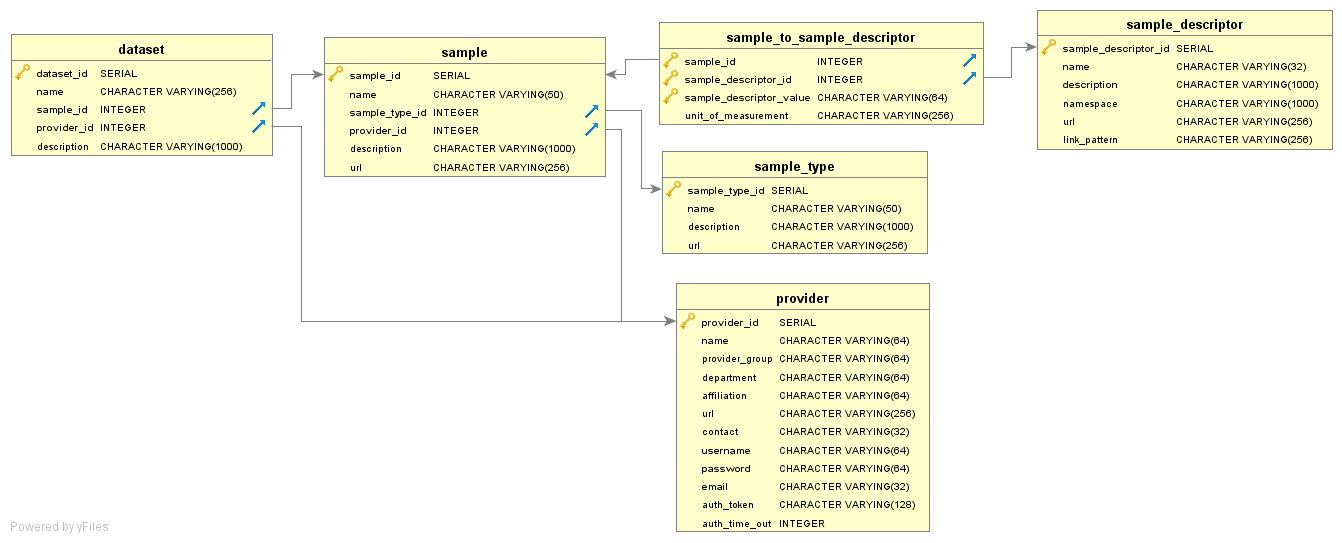 dataset
dataset_id SERIAL
name CHARACTER VARYING(256)
sample_id INTEGER
provider_id INTEGER
description CHARACTER VARYING(1000)
sample
sample_id SERIAL
name CHARACTER VARYING(50)
sample_type_id INTEGER
provider_id INTEGER
description CHARACTER VARYING(1000)
url CHARACTER VARYING(256)
sample_to_sample_descriptor
sample_id INTEGER
sample_descriptor_id INTEGER
sample_descriptor_value CHARACTER VARYING(64)
unit_of_measurement CHARACTER VARYING(256)
sample_descriptor
sample_descriptor_id SERIAL
name CHARACTER VARYING(32)
description CHARACTER VARYING(1000)
namespace CHARACTER VARYING(1000)
url CHARACTER VARYING(256)
link_pattern CHARACTER VARYING(256)
sample_type
sample_type_id SERIAL
name CHARACTER VARYING(50)
description CHARACTER VARYING(1000)
url CHARACTER VARYING(256)
provider
provider_id SERIAL
name CHARACTER VARYING(64)
provider_group CHARACTER VARYING(64)
department CHARACTER VARYING(64)
affiliation CHARACTER VARYING(64)
url CHARACTER VARYING(256)
contact CHARACTER VARYING(32)
username CHARACTER VARYING(64)
password CHARACTER VARYING(64)
email CHARACTER VARYING(32)
auth_token CHARACTER VARYING(128)
auth_time_out INTEGER
Powered by yFiles